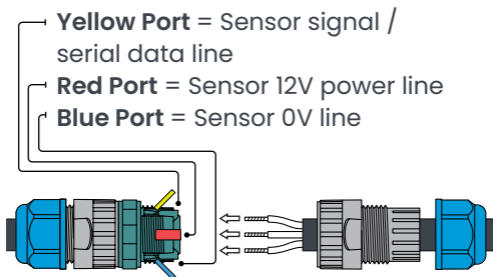 Yellow Port = Sensor signal /
serial data line
Red Port = Sensor 12V power line
Blue Port = Sensor 0V line